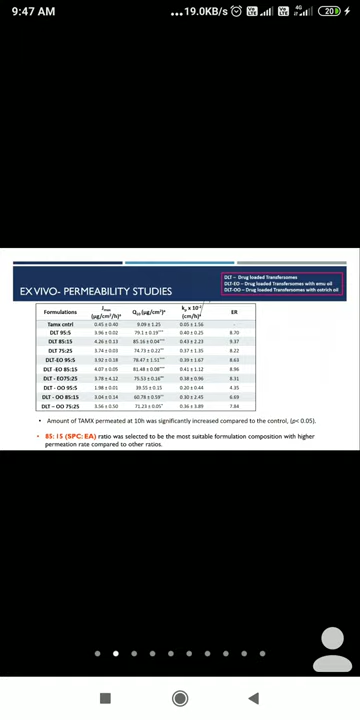 9:47 AM
...19.0KB/s
4G
20
DLT – Drug loaded Transfersomes
DLT-EO – Drug loaded Transfersomes with emu oil
DLT-OO – Drug loaded Transfersomes with ostrich oil
EX VIVO- PERMEABILITY STUDIES
Formulations (µg/cm²/h) (µg/cm²) (cm/h) ER
Tamx cntrl 0.45 ± 0.40 9.09 ± 1.25 0.05 ± 1.56 -
DLT 95:5 3.96 ± 0.02 79.1 ± 0.19 0.40 ± 0.25 8.70
DLT 85:15 4.26 ± 0.13 85.16 ± 0.04 0.43 ± 2.23 9.37
DLT 75:25 3.74 ± 0.03 74.73 ± 0.22 0.37 ± 1.35 8.22
DLT-EO 95:5 3.92 ± 0.18 78.47 ± 1.51 0.39 ± 1.67 8.63
DLT -EO 85:15 4.07 ± 0.05 81.48 ± 0.08 0.41 ± 1.12 8.96
DLT - EO75:25 3.78 ± 4.12 75.53 ± 0.16 0.38 ± 0.96 8.31
DLT - OO 95:5 1.98 ± 0.01 39.55 ± 0.15 0.20 ± 0.44 4.35
DLT - OO 85:15 3.04 ± 0.14 60.78 ± 0.59 0.30 ± 2.45 6.69
DLT – OO 75:25 3.56 ± 0.50 71.23 ± 0.05 0.36 ± 3.89 7.84
• Amount of TAMX permeated at 10h was significantly increased compared to the control, (p< 0.05).
• 85: 15 (SPC: EA) ratio was selected to be the most suitable formulation composition with higher
permeation rate compared to other ratios.